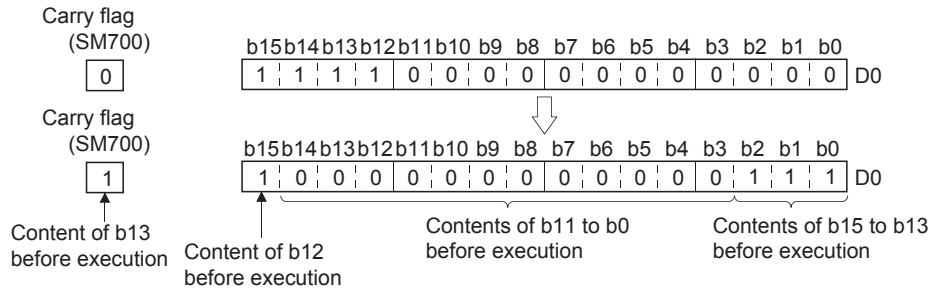 Carry flag
(SM700)
b15 b14 b13 b12 b11 b10 b9 b8 b7 b6 b5 b4 b3 b2 b1 b0
0
1 1 1 1 0 0 0 0 0 0 0 0 0 0 0 0 D0
Carry flag
(SM700)
b15 b14 b13 b12 b11 b10 b9 b8 b7 b6 b5 b4 b3 b2 b1 b0
1
1 0 0 0 0 0 0 0 0 0 0 0 0 1 1 1 D0
Content of b13
before execution
Content of b12
before execution
Contents of b11 to b0
before execution
Contents of b15 to b13
before execution